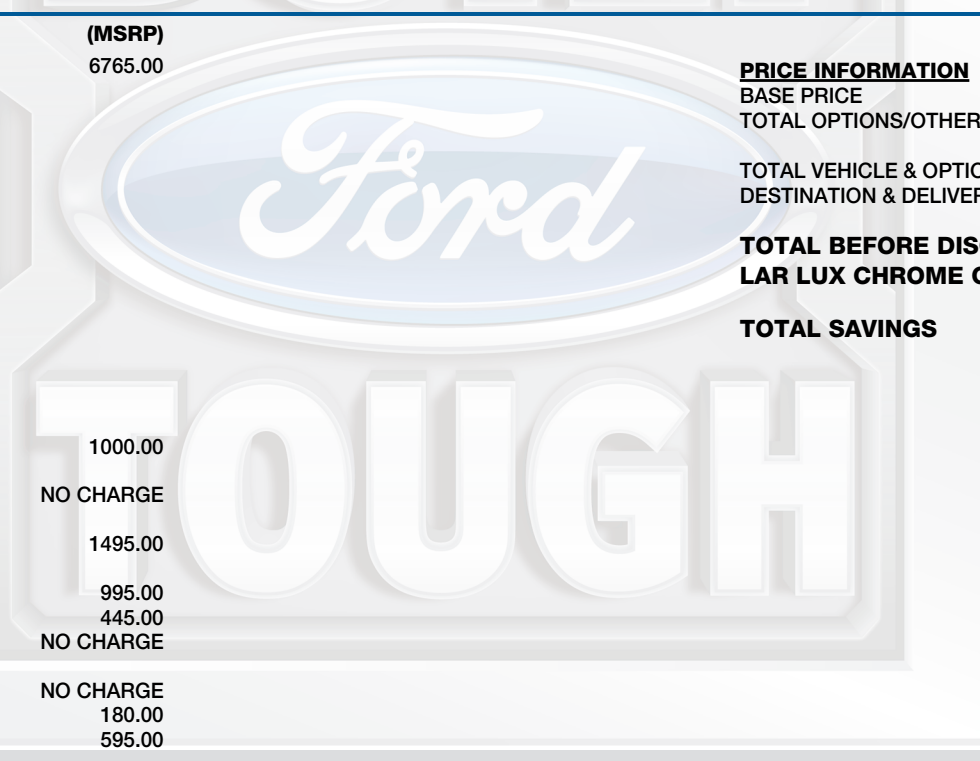 (MSRP)
6765.00
1000.00
NO CHARGE
1495.00
995.00
445.00
NO CHARGE
NO CHARGE
180.00
595.00
PRICE INFORMATION
BASE PRICE
TOTAL OPTIONS/OTHER
TOTAL VEHICLE & OPTIO
DESTINATION & DELIVER
TOTAL BEFORE DIS
LAR LUX CHROME
TOTAL SAVINGS
Ford
TOUGH